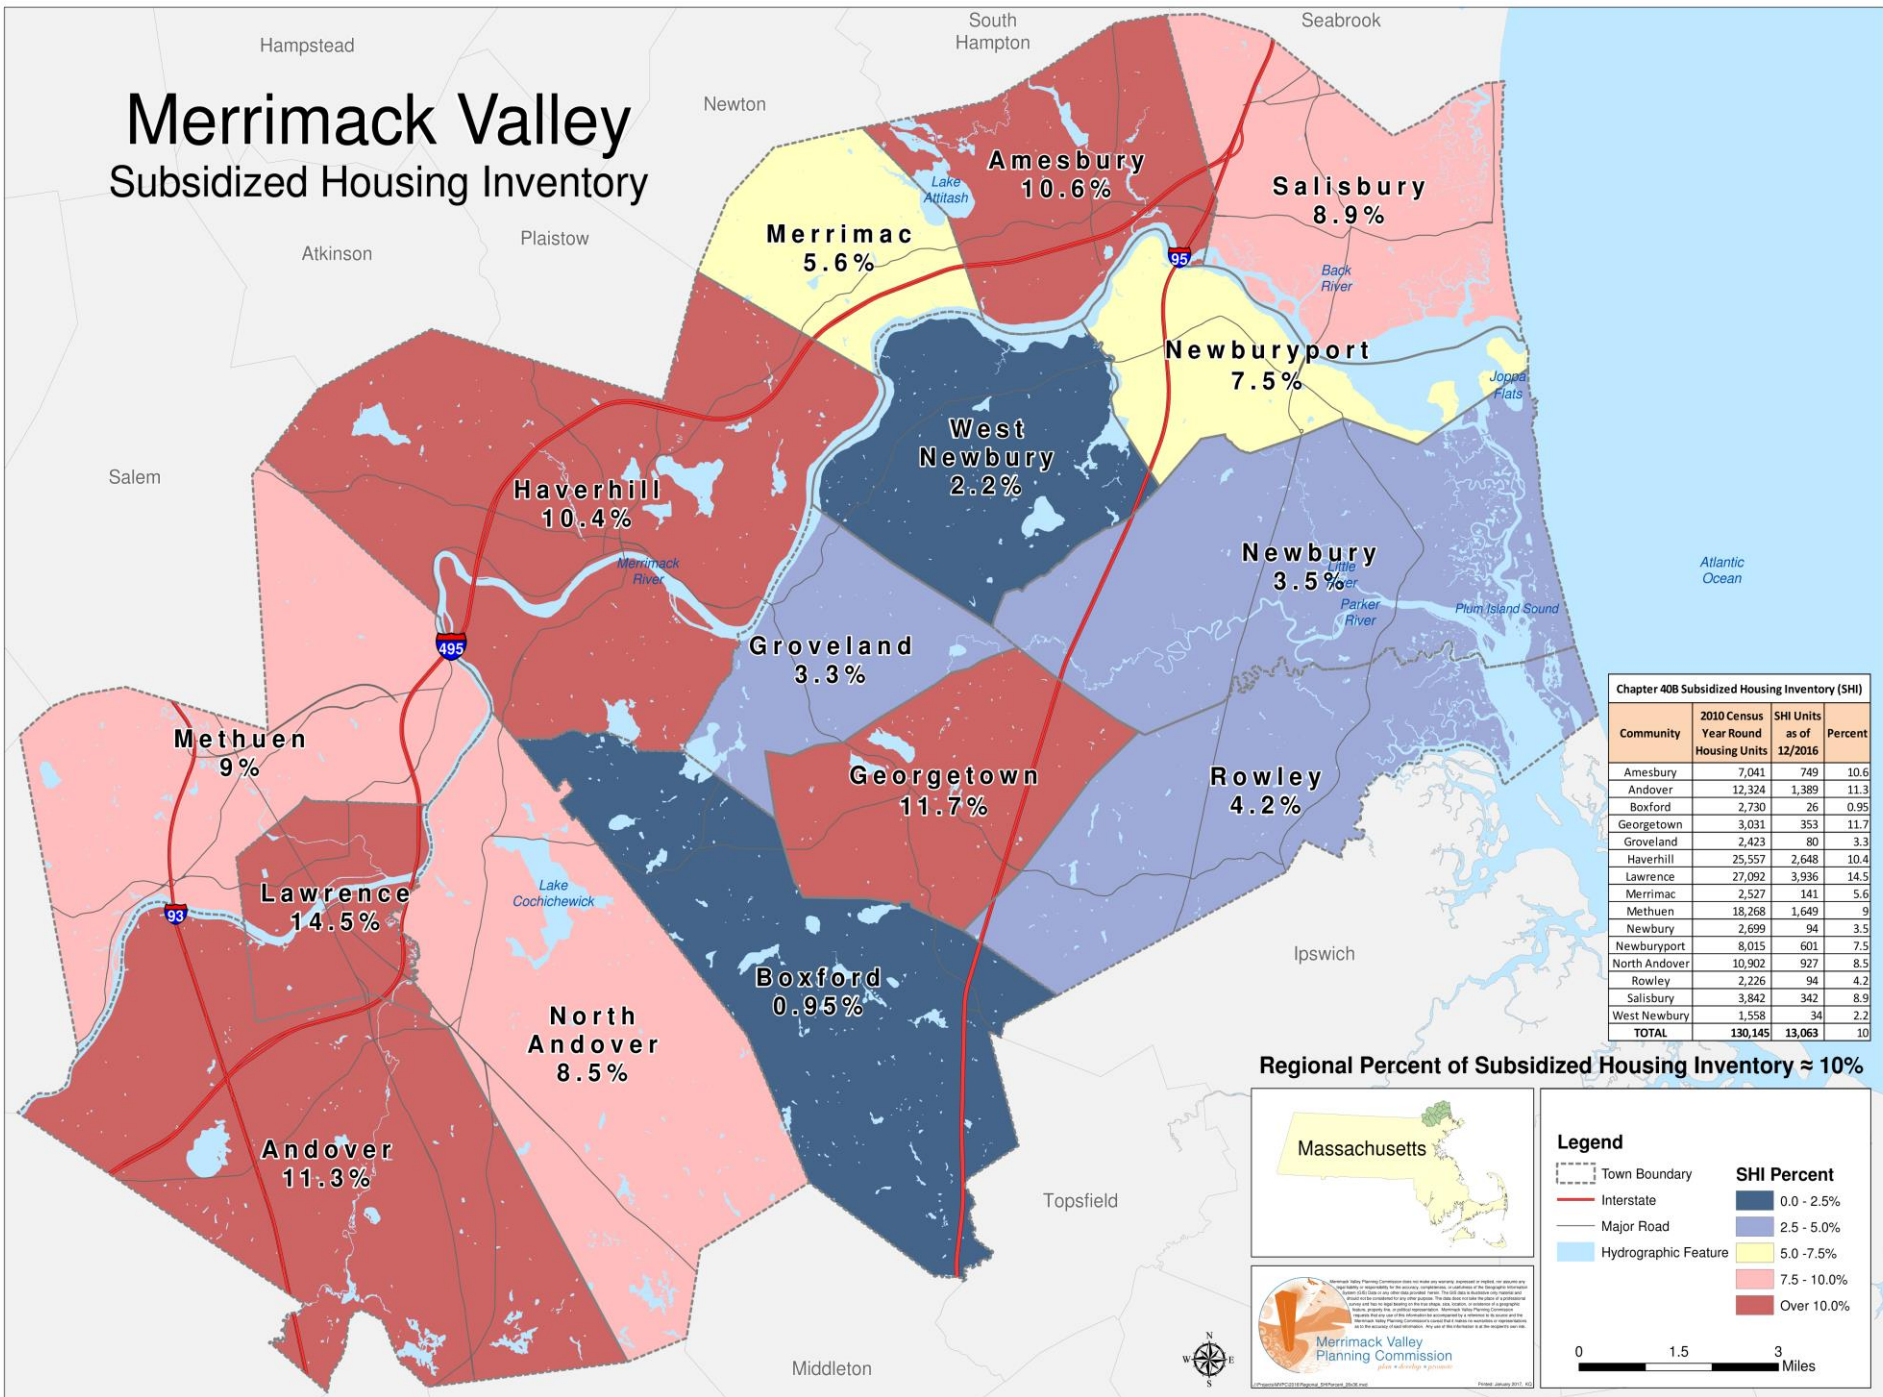 Merrimack Valley
Subsidized Housing Inventory
Hampstead
South
Hampton
Seabrook
Newton
Atkinson
Plaistow
Salem
Amesbury
10.6%
Lake
Attitash
Salisbury
8.9%
Merrimac
5.6%
95
Back
River
Newburyport
7.5%
Joppa
Flats
West
Newbury
2.2%
Haverhill
10.4%
Merrimack
River
Newbury
3.5%
Little
River
Parker
River
Plum Island Sound
Atlantic
Ocean
495
Groveland
3.3%
Methuen
9%
Georgetown
11.7%
Rowley
4.2%
Lawrence
14.5%
93
Lake
Cochichewick
Ipswich
Boxford
0.95%
North
Andover
8.5%
Andover
11.3%
Topsfield
Middleton
Chapter 40B Subsidized Housing Inventory (SHI)
Community 2010 Census Year Round Housing Units SHI Units as of 12/2016 Percent
Amesbury 7,041 749 10.6
Andover 12,324 1,389 11.3
Boxford 2,730 26 0.95
Georgetown 3,031 353 11.7
Groveland 2,423 80 3.3
Haverhill 25,557 2,648 10.4
Lawrence 27,092 3,936 14.5
Merrimac 2,527 141 5.6
Methuen 18,268 1,649 9
Newbury 2,699 94 3.5
Newburyport 8,015 601 7.5
North Andover 10,902 927 8.5
Rowley 2,226 94 4.2
Salisbury 3,842 342 8.9
West Newbury 1,558 34 2.2
TOTAL 130,145 13,063 10
Regional Percent of Subsidized Housing Inventory ≈ 10%
Massachusetts
Merrimack Valley
Planning Commission
plan • develop • promote
Printed: January 2017
Legend
Town Boundary
Interstate
Major Road
Hydrographic Feature
SHI Percent
0.0 - 2.5%
2.5 - 5.0%
5.0 -7.5%
7.5 - 10.0%
Over 10.0%
N
W E
S
0 1.5 3
Miles